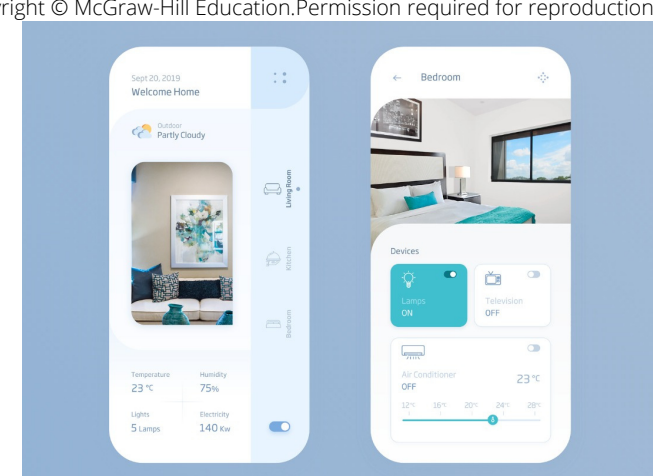 right © McGraw-Hill Education.Permission required for reproduction
Sept 20, 2019
Welcome Home
Outdoor
Partly Cloudy
Living Room
Kitchen
Bedroom
Temperature
23 °C
Humidity
75%
Lights
5 Lamps
Electricity
140 Kw
Bedroom
Devices
Lamps
ON
Television
OFF
Air Conditioner
OFF
23 °C
12°C 16°C 20°C 24°C 28°C